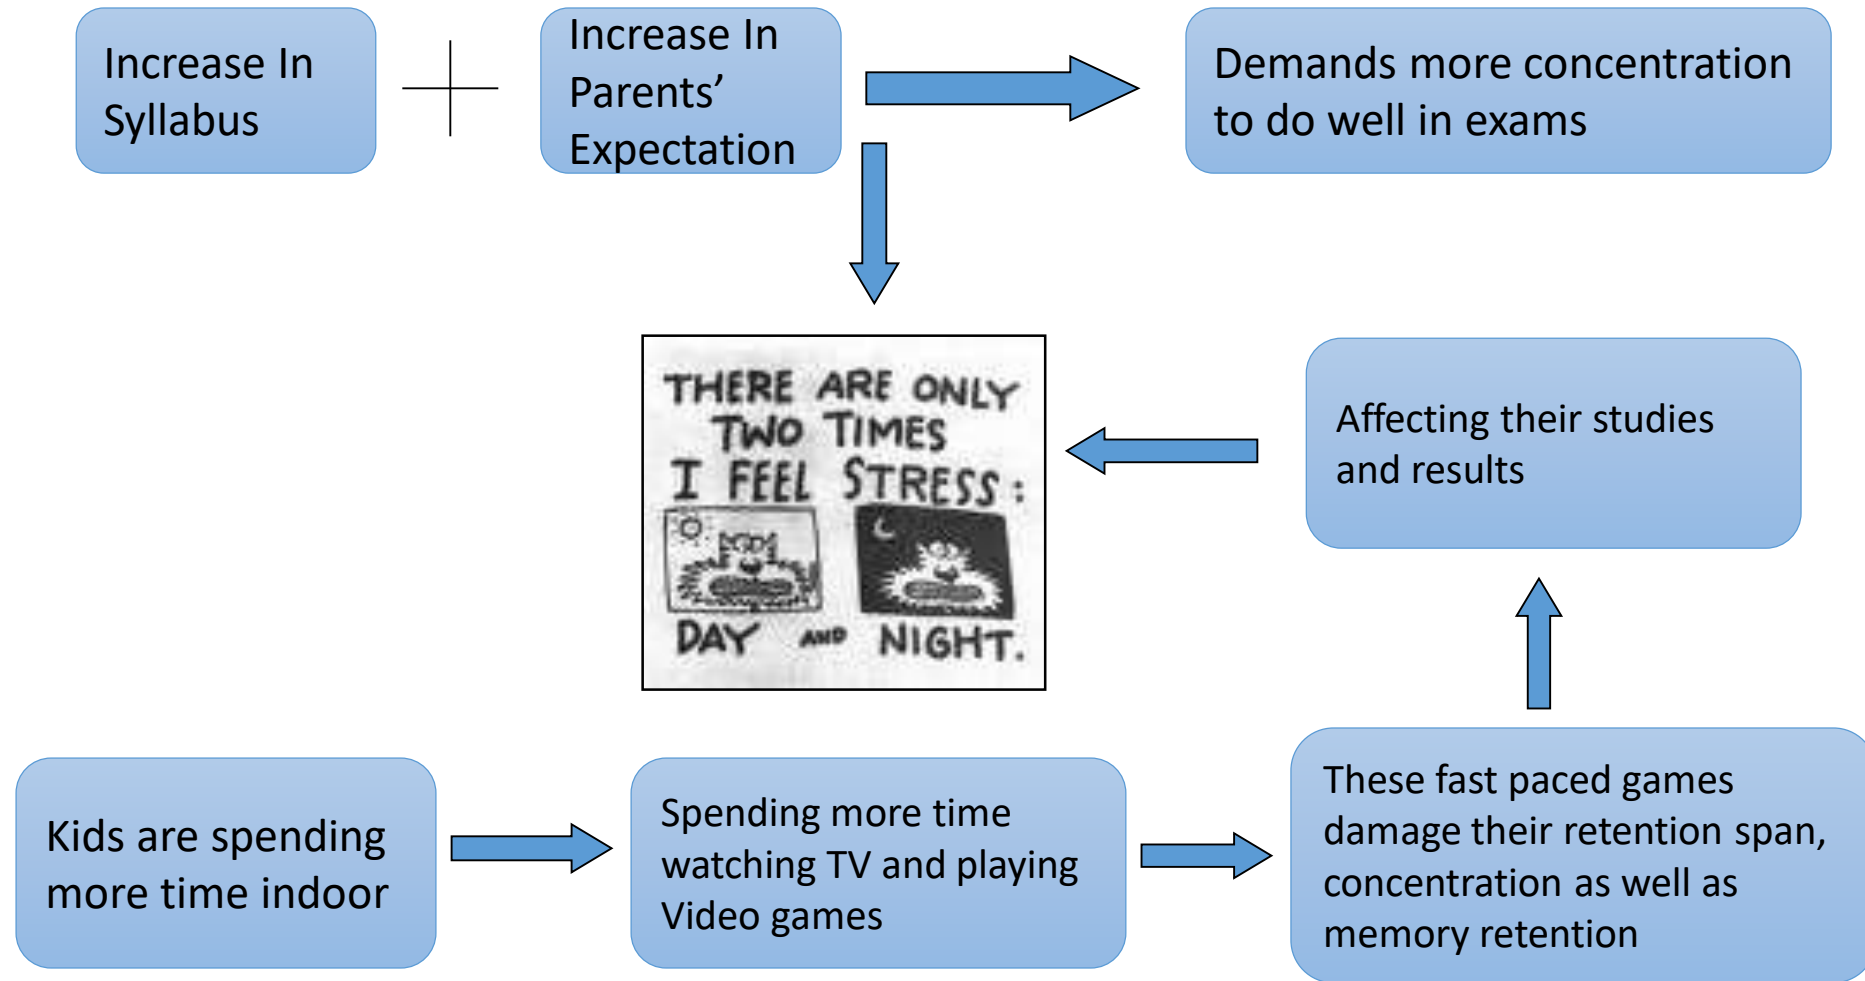 Increase In
Syllabus
Increase In
Parents’
Expectation
Demands more concentration
to do well in exams
THERE ARE ONLY
TWO TIMES
I FEEL STRESS:
DAY AND NIGHT.
Affecting their studies
and results
Kids are spending
more time indoor
Spending more time
watching TV and playing
Video games
These fast paced games
damage their retention span,
concentration as well as
memory retention